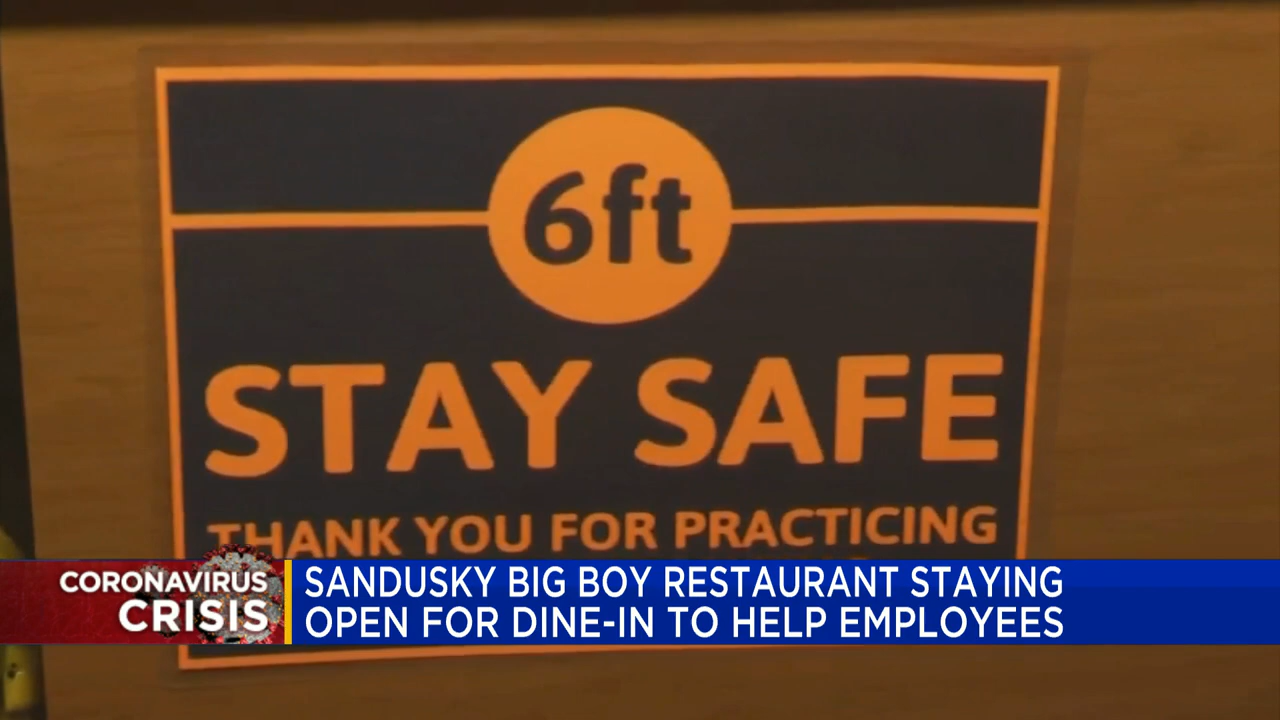 6ft
STAY SAFE
THANK YOU FOR PRACTICING
CORONAVIRUS
CRISIS
SANDUSKY BIG BOY RESTAURANT STAYING
OPEN FOR DINE-IN TO HELP EMPLOYEES